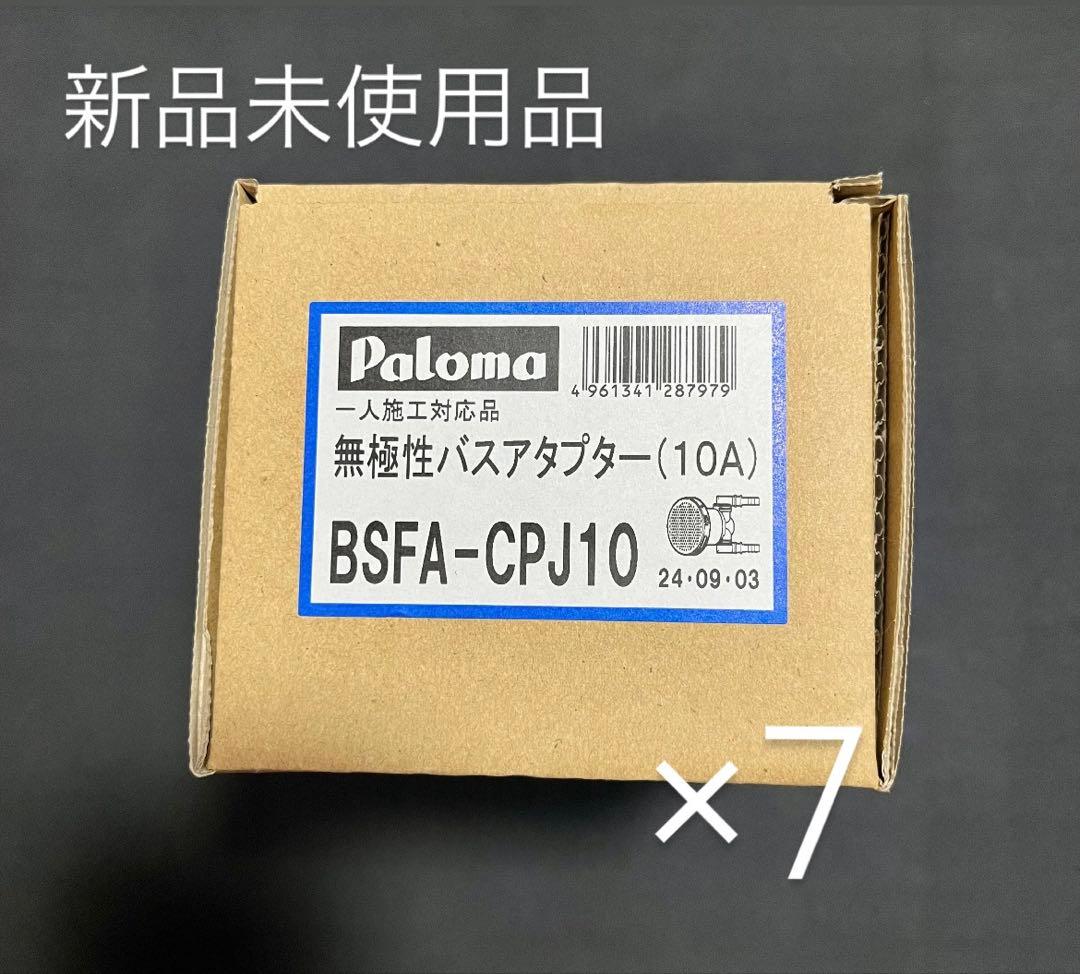 新品未使用品
Paloma
4 961341 287979
一人施工対応品
無極性バスアタプター(10A)
BSFA-CPJ10
24・09・03
×7